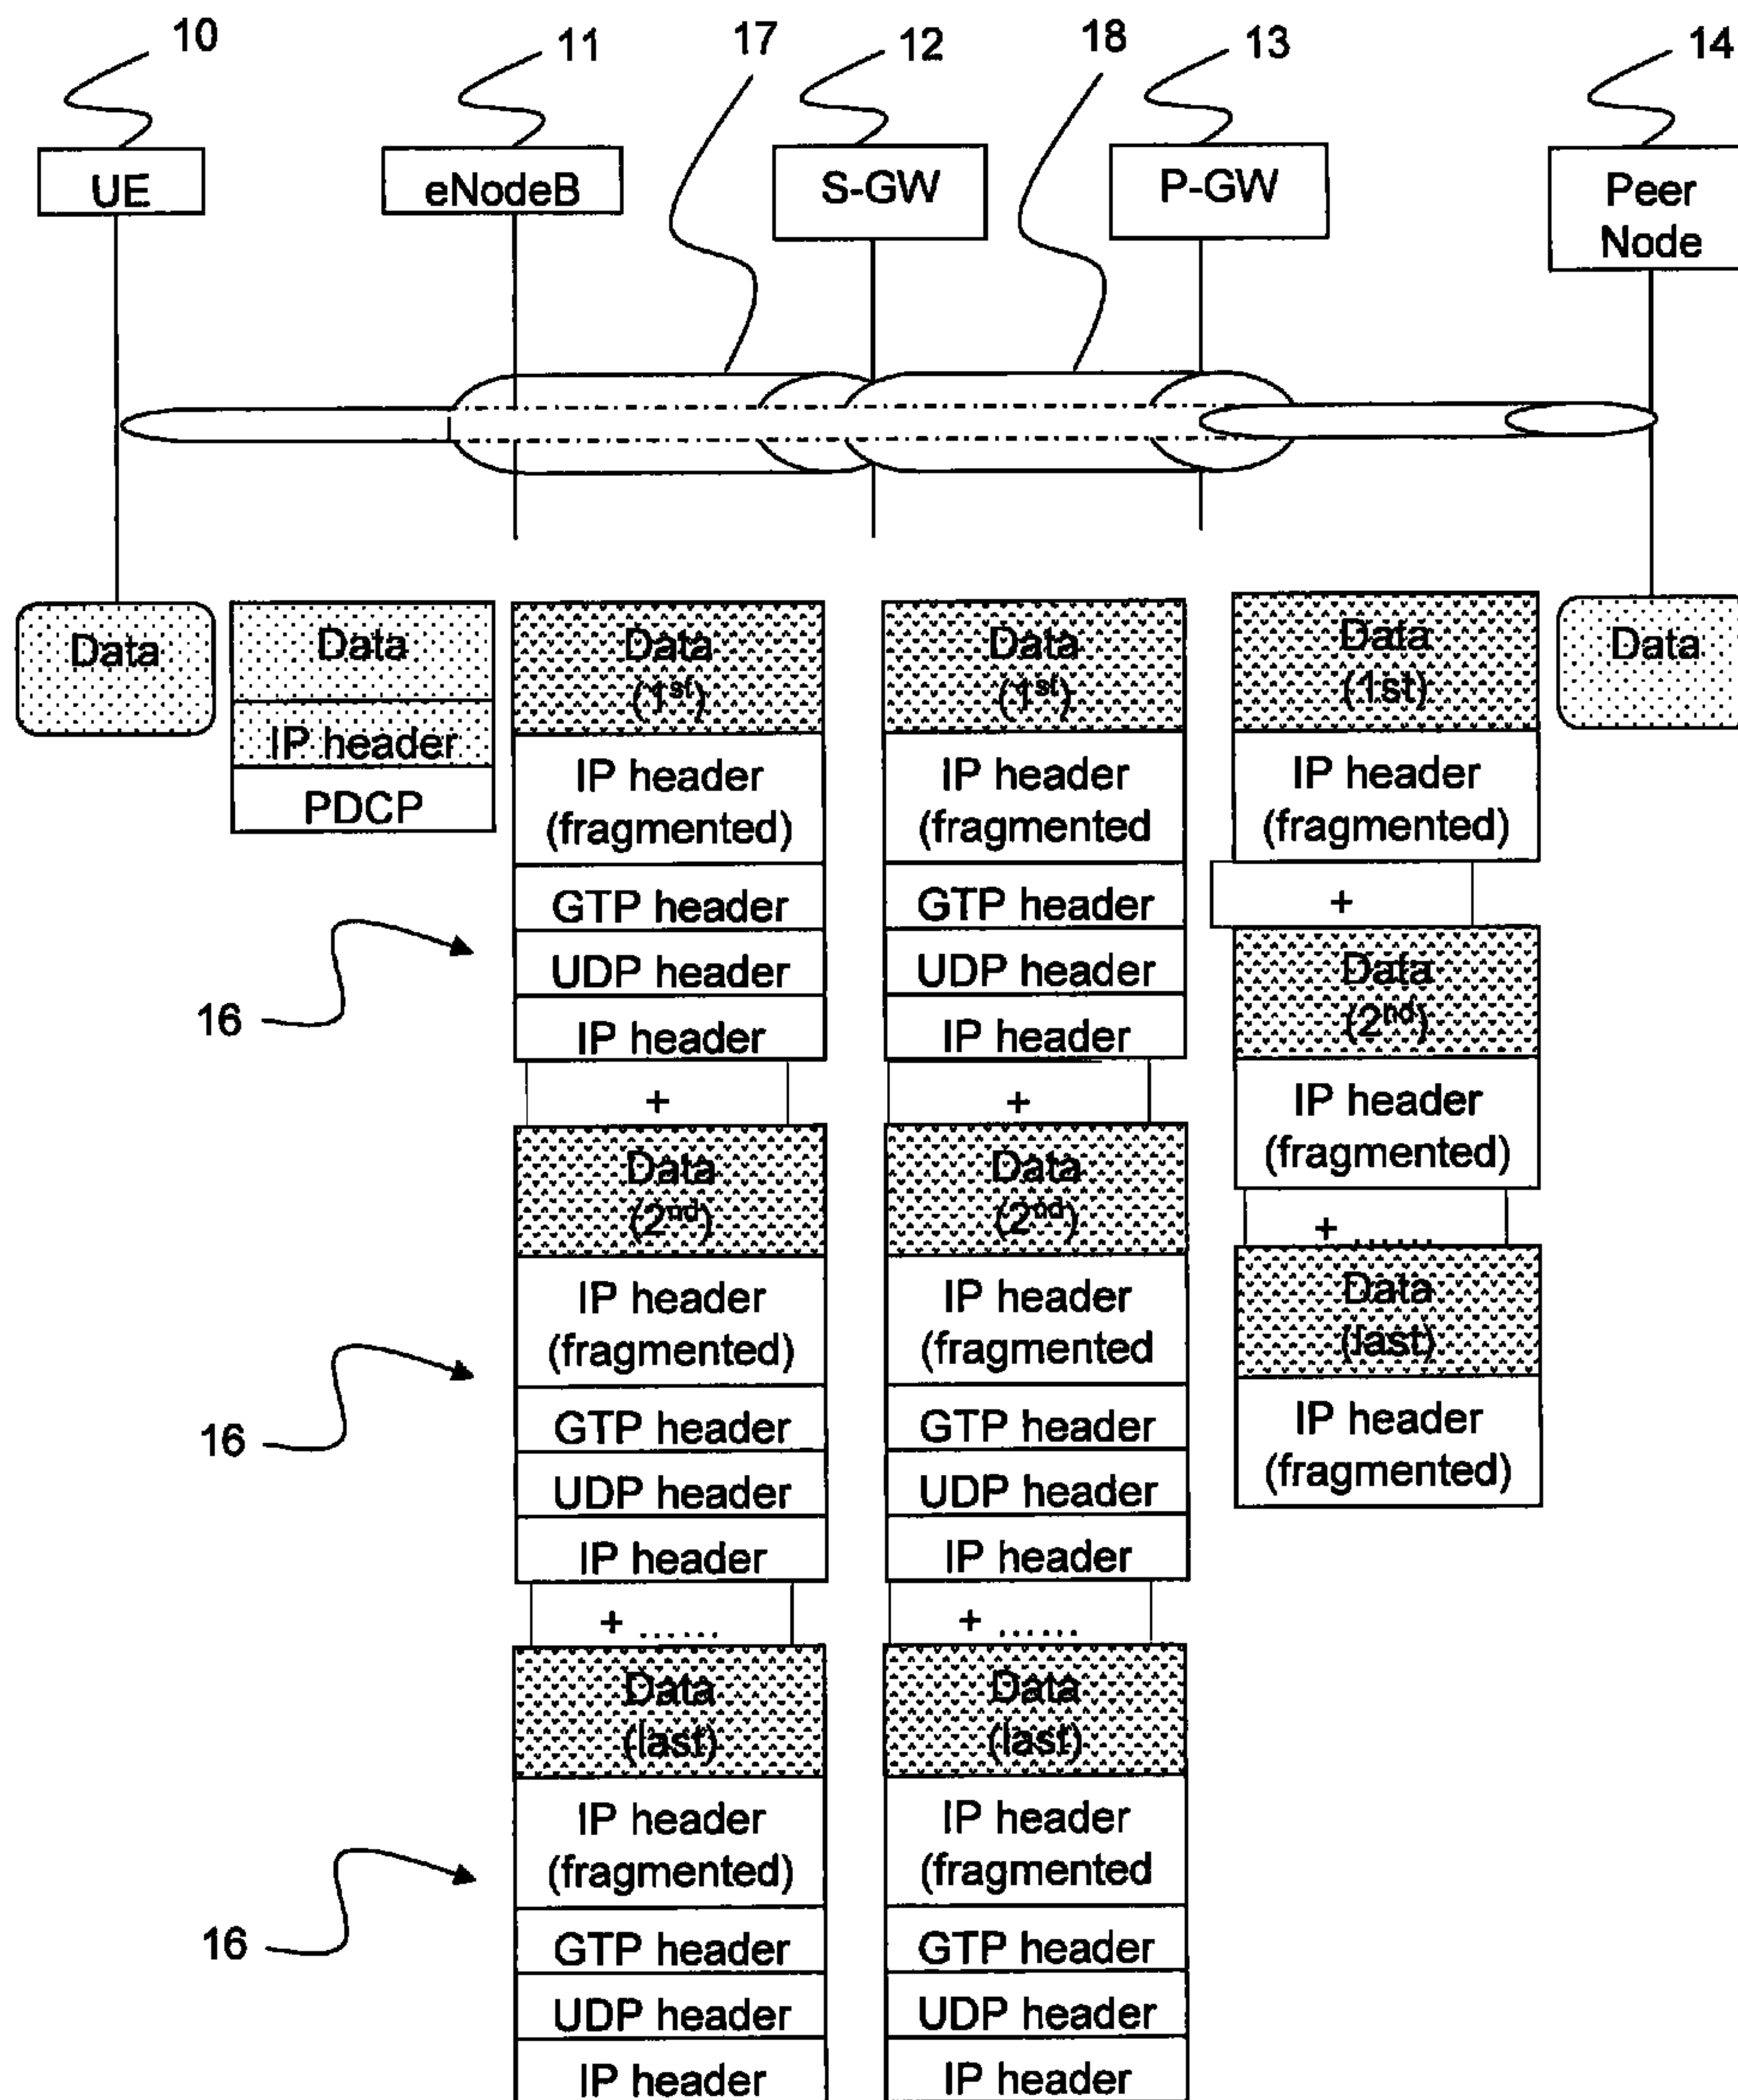 10
11
17
12
18
13
14
UE
eNodeB
S-GW
P-GW
Peer
Node
Data
Data
IP header
PDCP
Data
(1st)
IP header
(fragmented)
GTP header
UDP header
IP header
+
Data
(2nd)
IP header
(fragmented)
GTP header
UDP header
IP header
+ ......
Data
(last)
IP header
(fragmented)
GTP header
UDP header
IP header
16
16
16
Data
(1st)
IP header
(fragmented
GTP header
UDP header
IP header
+
Data
(2nd)
IP header
(fragmented
GTP header
UDP header
IP header
+ ......
Data
(last)
IP header
(fragmented
GTP header
UDP header
IP header
Data
(1st)
IP header
(fragmented)
+
Data
(2nd)
IP header
(fragmented)
+ ......
Data
(last)
IP header
(fragmented)
Data